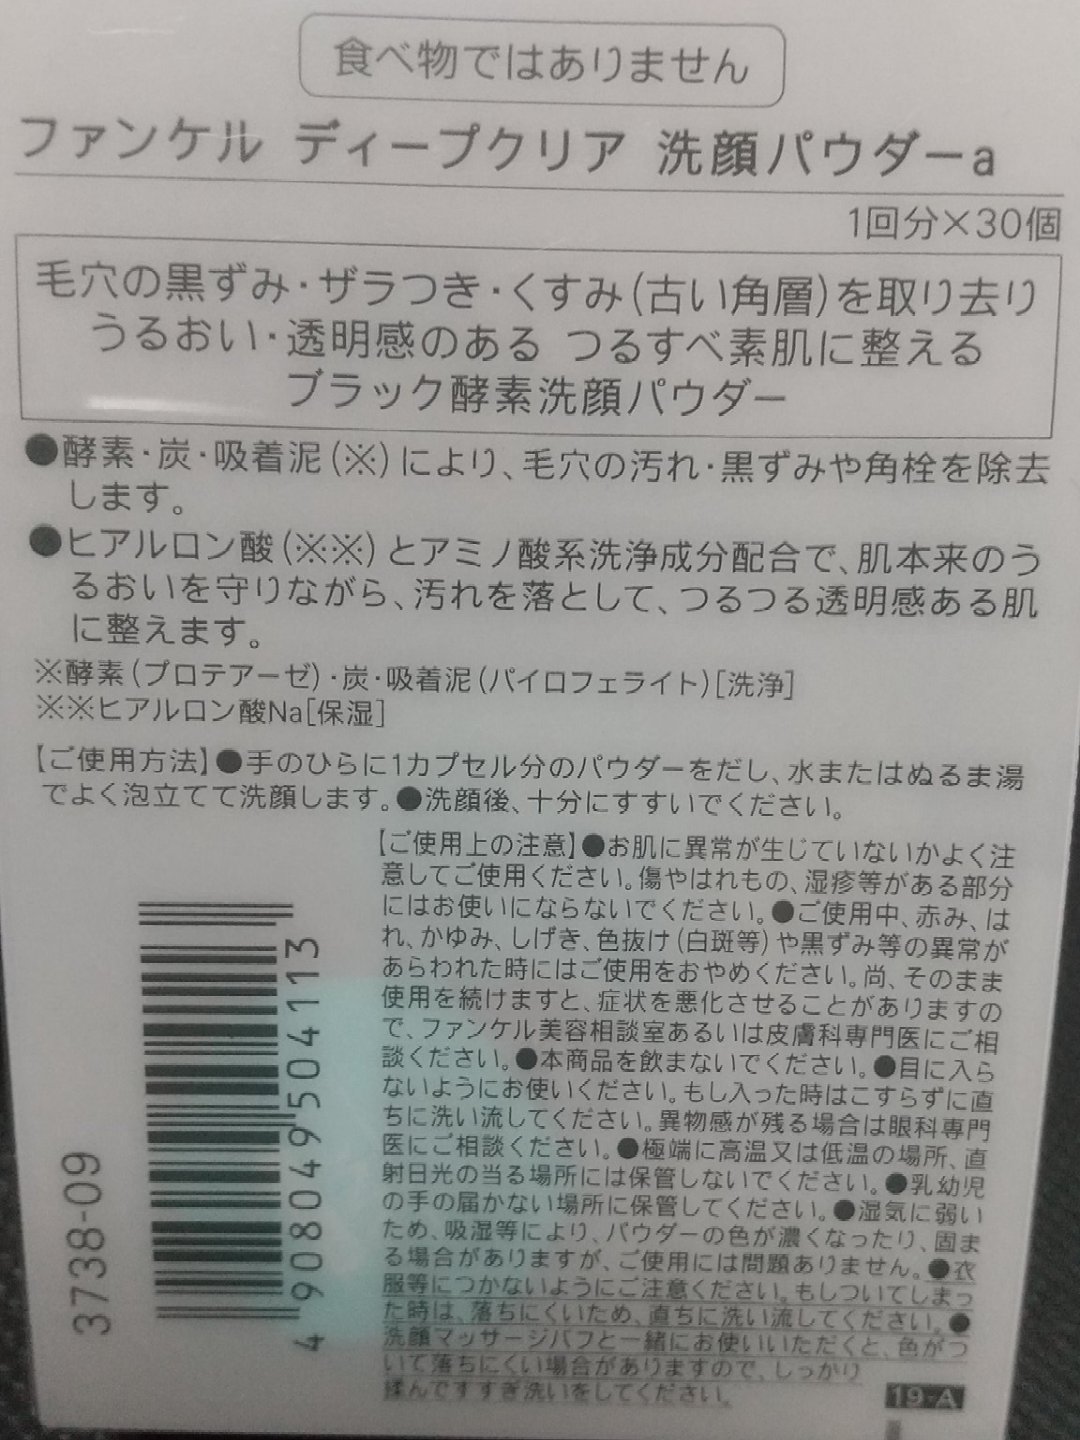 食べ物ではありません
ファンケル ディープクリア 洗顔パウダーa
1回分×30個
毛穴の黒ずみ・ザラつき・くすみ(古い角層)を取り去り
うるおい・透明感のある つるすべ素肌に整える
ブラック酵素洗顔パウダー
●酵素・炭・吸着泥(※)により、毛穴の汚れ・黒ずみや角栓を除去
します。
●ヒアルロン酸(※※)とアミノ酸系洗浄成分配合で、肌本来のう
るおいを守りながら、汚れを落として、つるつる透明感ある肌
に整えます。
※酵素(プロテアーゼ)・炭・吸着泥(パイロフェライト)[洗浄]
※※ヒアルロン酸Na[保湿]
【ご使用方法】●手のひらに1カプセル分のパウダーをだし、水またはぬるま湯
でよく泡立てて洗顔します。●洗顔後、十分にすすいでください。
【ご使用上の注意】●お肌に異常が生じていないかよく注
意してご使用ください。傷やはれもの、湿疹等がある部分
にはお使いにならないでください。●ご使用中、赤み、は
れ、かゆみ、しげき、色抜け(白斑等)や黒ずみ等の異常が
あらわれた時にはご使用をおやめください。尚、そのまま
使用を続けますと、症状を悪化させることがありますの
で、ファンケル美容相談室あるいは皮膚科専門医にご相
談ください。●本商品を飲まないでください。●目に入ら
ないようにお使いください。もし入った時はこすらずに直
ちに洗い流してください。異物感が残る場合は眼科専門
医にご相談ください。●極端に高温又は低温の場所、直
射日光の当る場所には保管しないでください。●乳幼児
の手の届かない場所に保管してください。●湿気に弱い
ため、吸湿等により、パウダーの色が濃くなったり、固ま
る場合がありますが、ご使用には問題ありません。●衣
服等につかないようにご注意ください。もしついてしまっ
た時は、落ちにくいため、直ちに洗い流してください。●
洗顔マッサージパフと一緒にお使いいただくと、色がつ
いて落ちにくい場合がありますので、しっかり
揉んですすぎ洗いをしてください。
4 908049 504113
3738-09
19-A